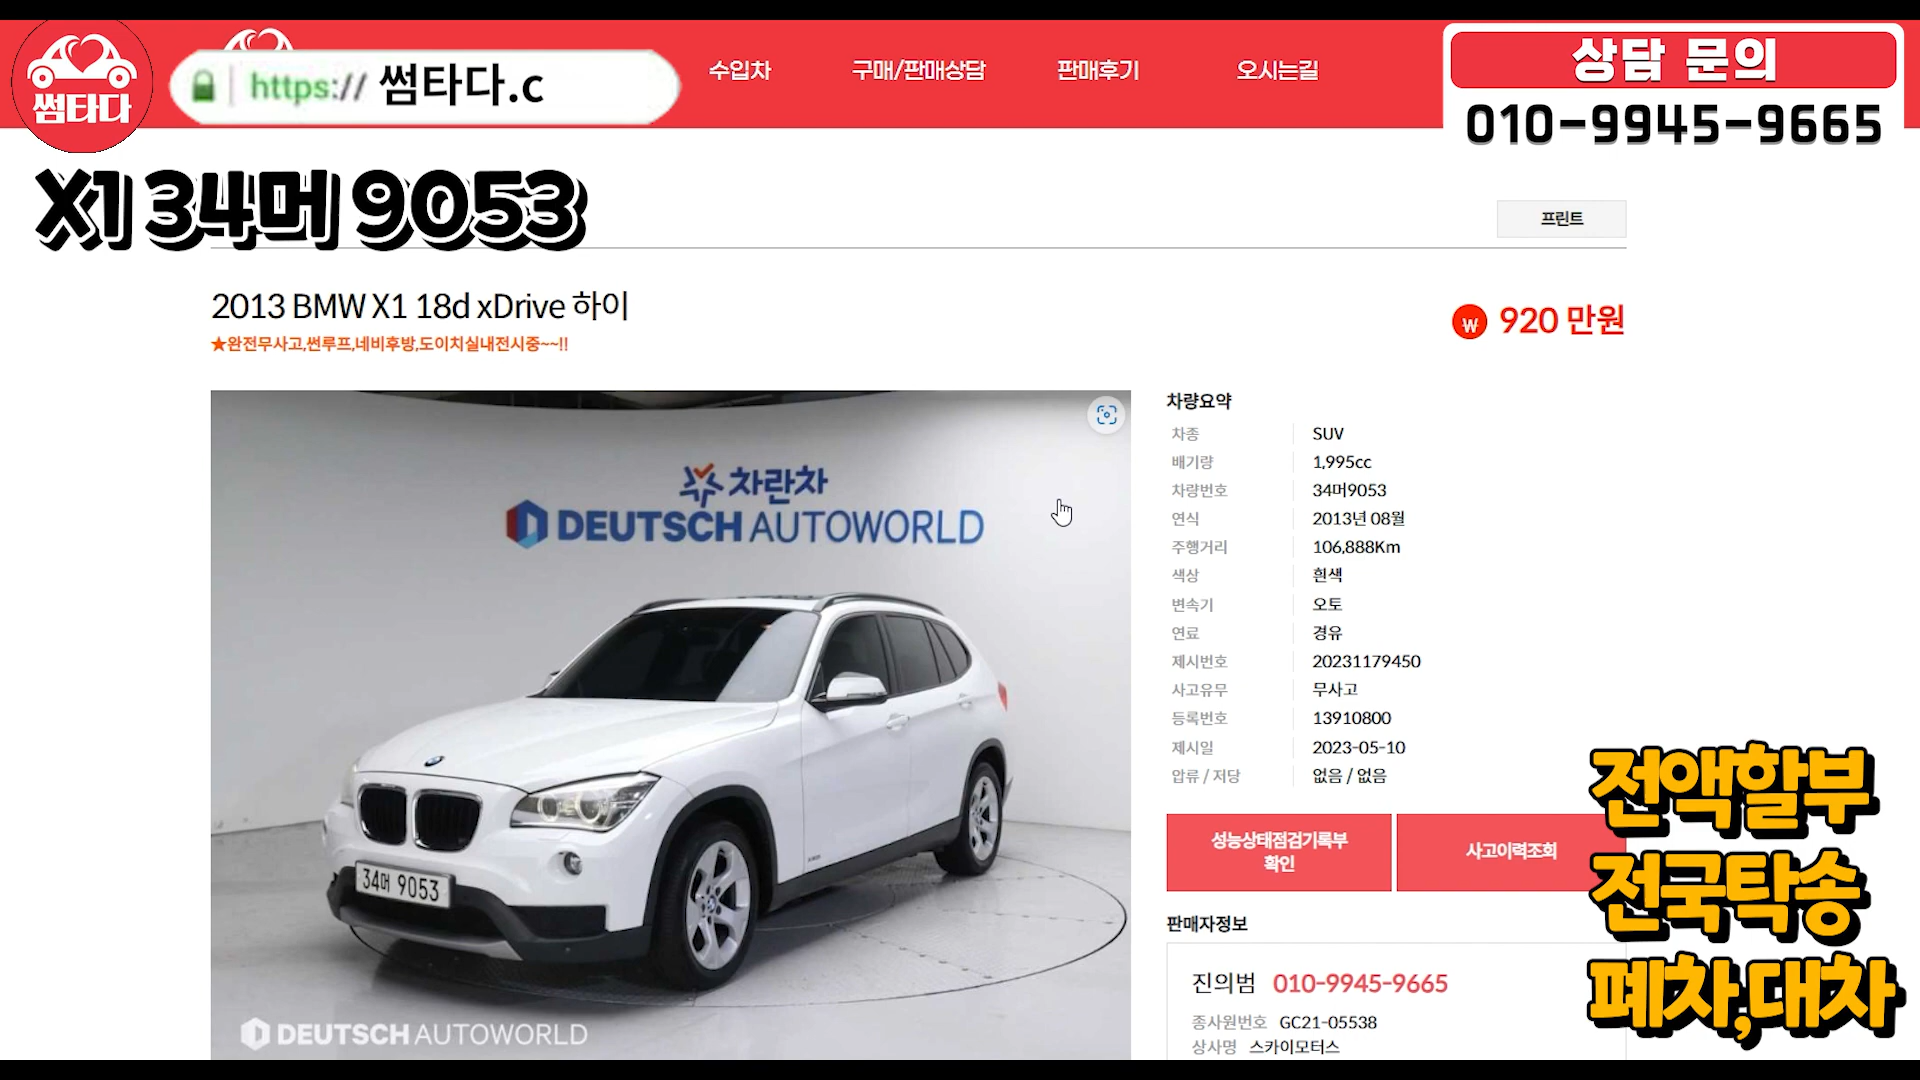 썸타다
https:// 썸타다.c
수입차
구매/판매상담
판매후기
오시는길
상담 문의
010-9945-9665
X1 34머 9053
프린트
2013 BMW X1 18d xDrive 하이
★완전무사고,썬루프,네비후방,도이치실내전시중~~!!
₩ 920 만원
차란차
DEUTSCH AUTOWORLD
34머 9053
DEUTSCH AUTOWORLD
차량요약
차종 SUV
배기량 1,995cc
차량번호 34머9053
연식 2013년 08월
주행거리 106,888Km
색상 흰색
변속기 오토
연료 경유
제시번호 20231179450
사고유무 무사고
등록번호 13910800
제시일 2023-05-10
압류 / 저당 없음 / 없음
성능상태점검기록부
확인
사고이력조회
판매자정보
진의범 010-9945-9665
종사원번호 GC21-05538
상사명 스카이모터스
전액할부
전국탁송
폐차,대차